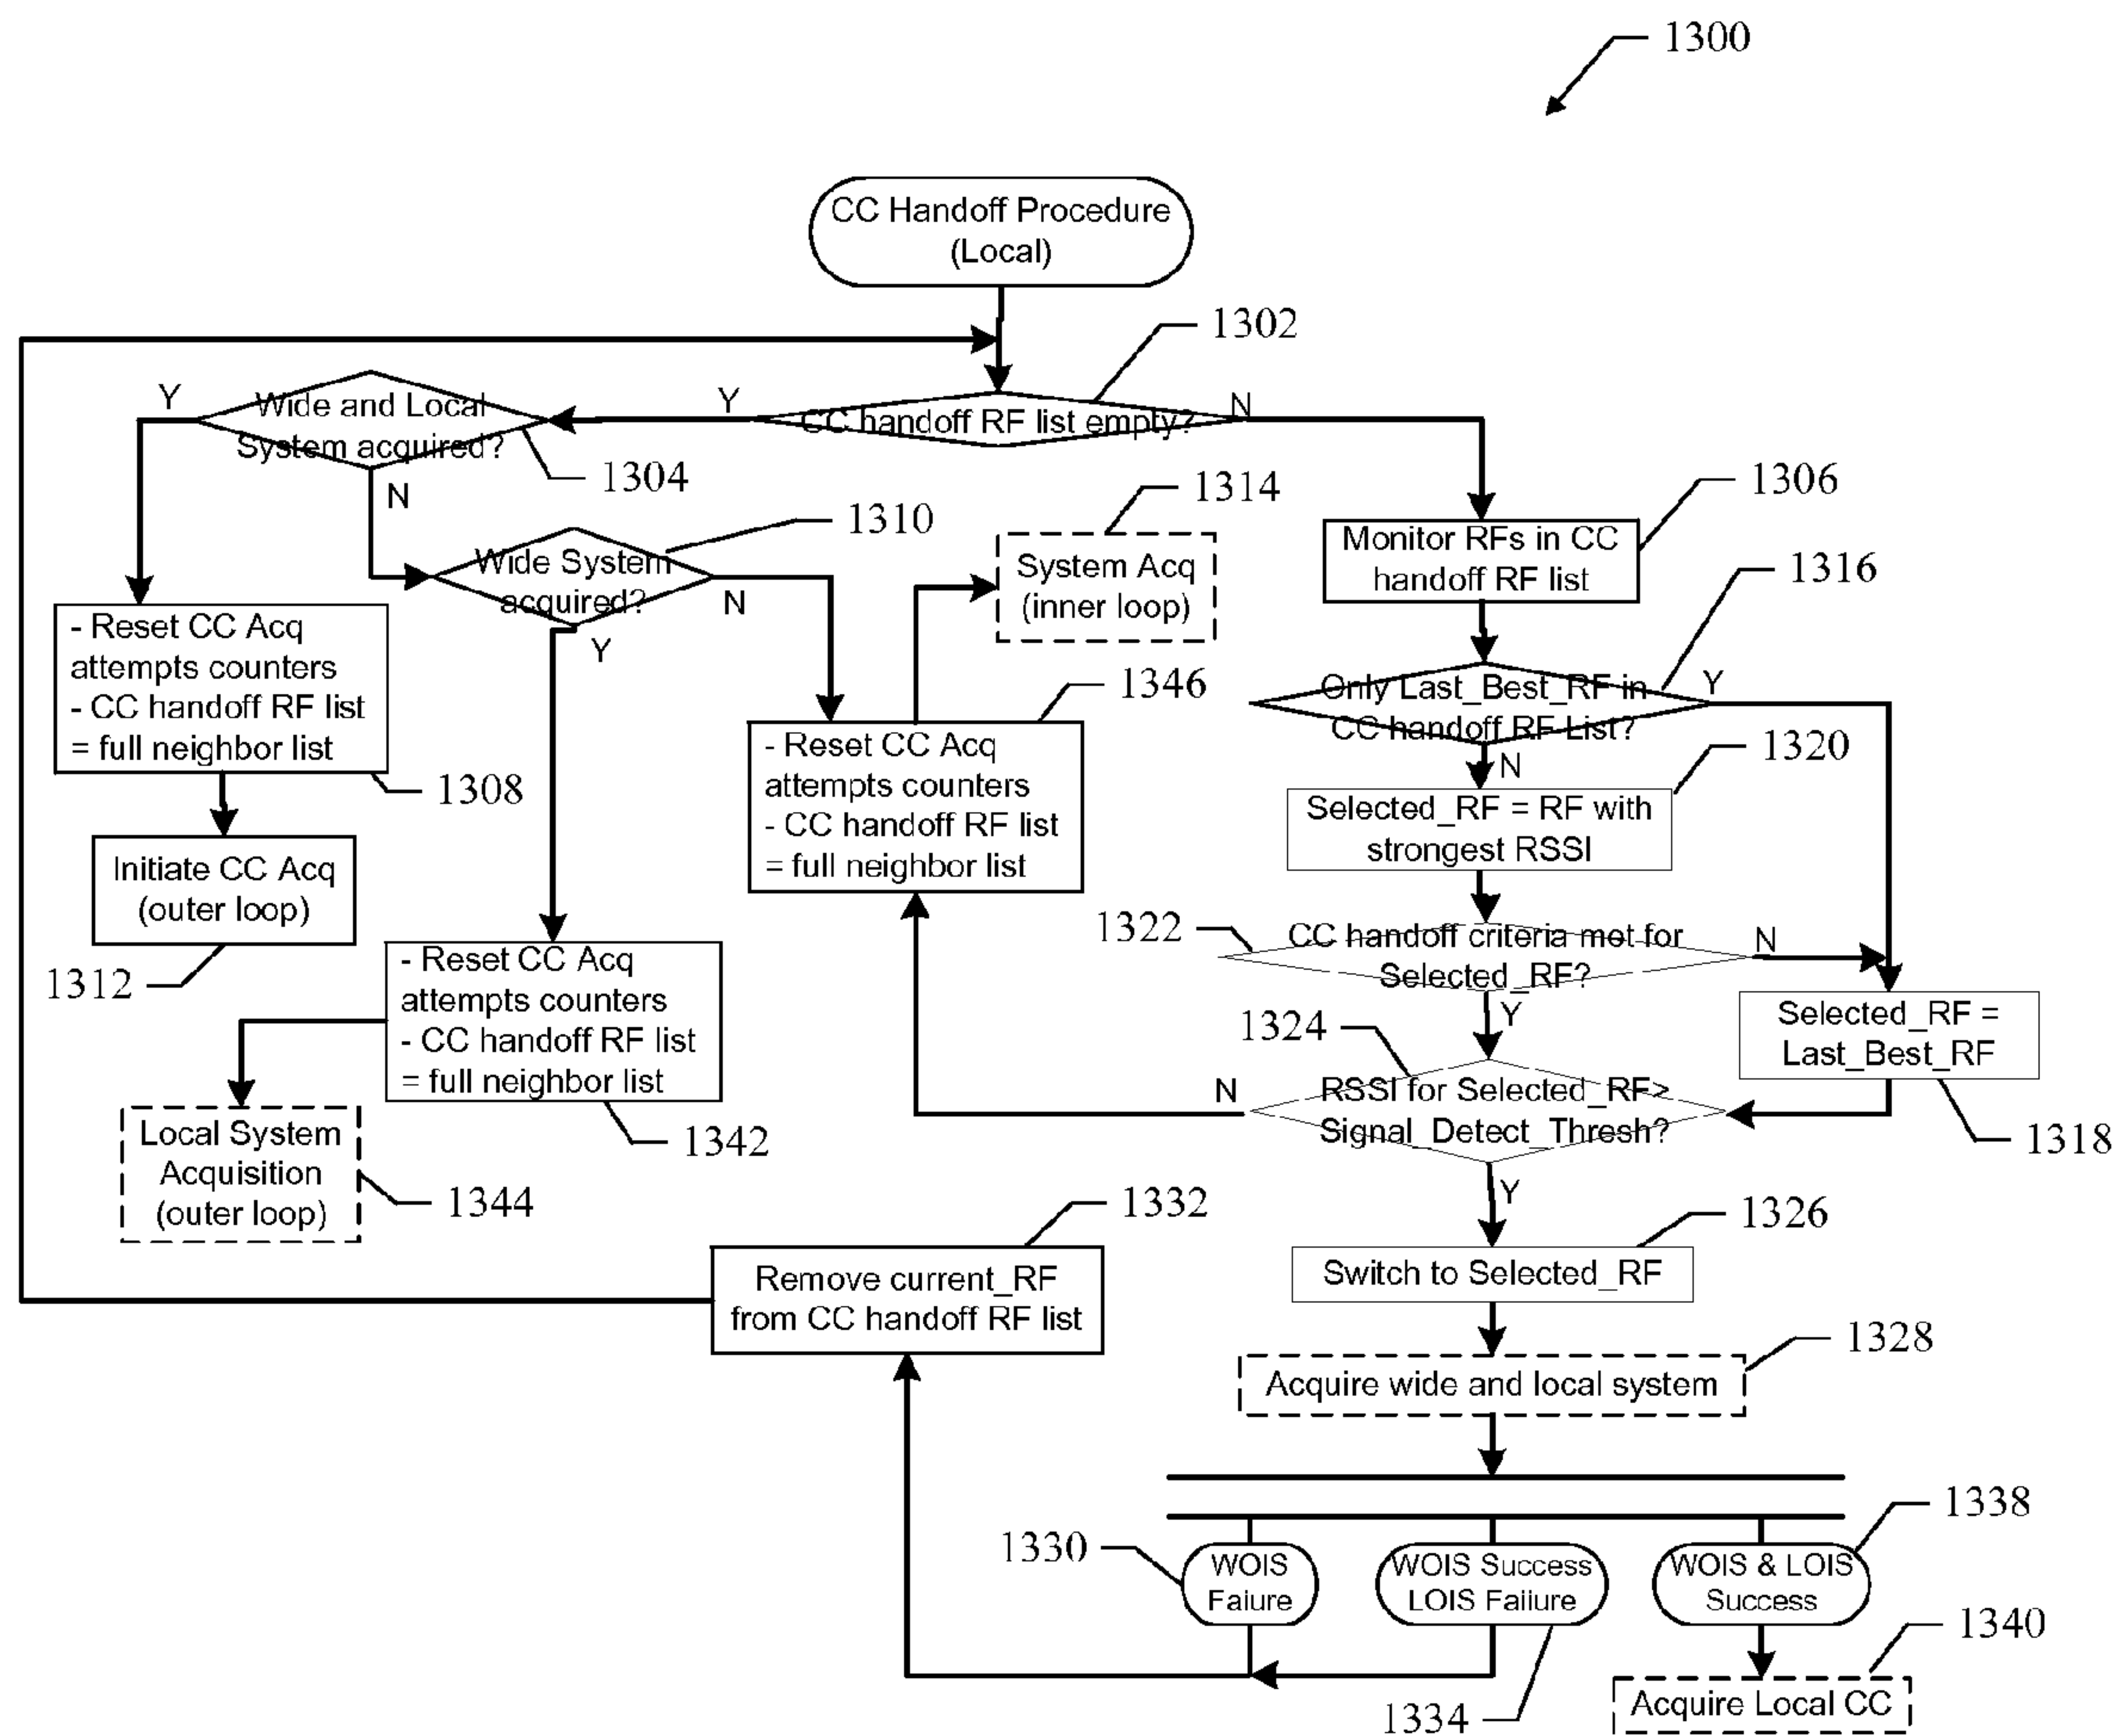 1300
CC Handoff Procedure
(Local)
1302
Y
Wide and Local
System acquired?
Y
CC handoff RF list empty?
N
1304
N
1310
1314
1306
Wide System
acquired?
N
Y
System Acq
(inner loop)
Monitor RFs in CC
handoff RF list
1316
- Reset CC Acq
attempts counters
- CC handoff RF list
= full neighbor list
1308
1346
- Reset CC Acq
attempts counters
- CC handoff RF list
= full neighbor list
Only Last_Best_RF in
CC handoff RF List?
Y
N
1320
Selected_RF = RF with
strongest RSSI
Initiate CC Acq
(outer loop)
1312
1322
CC handoff criteria met for
Selected_RF?
N
Y
- Reset CC Acq
attempts counters
- CC handoff RF list
= full neighbor list
1342
Selected_RF =
Last_Best_RF
1318
1324
N
RSSI for Selected_RF>
Signal_Detect_Thresh?
Y
Local System
Acquisition
(outer loop)
1344
1332
1326
Remove current_RF
from CC handoff RF list
Switch to Selected_RF
1328
Acquire wide and local system
1338
1330
WOIS
Faiure
WOIS Success
LOIS Failure
WOIS & LOIS
Success
1334
1340
Acquire Local CC